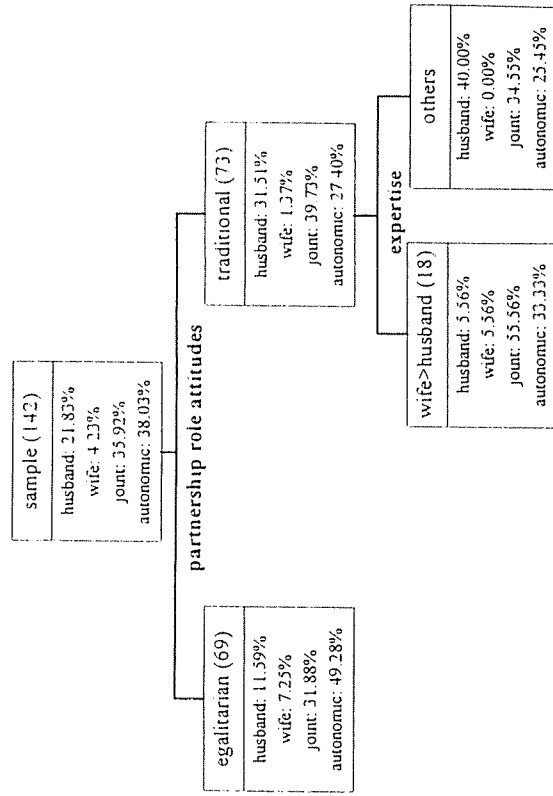 sample (142)
husband: 21.83%
wife: 4 23%
joint: 35.92%
autonomic: 38.03%
partnership role attitudes
egalitarian (69)
husband: 11.59%
wife: 7.25%
joint: 31.88%
autonomic: 49.28%
traditional (73)
husband: 31.51%
wife: 1.37%
joint: 39 73%
autonomic: 27 40%
expertise
wife>husband (18)
husband: 5.56%
wife: 5 56%
joint: 55.56%
autonomic: 33.33%
others
husband: 40.00%
wife: 0.00%
joint: 34.55%
autonomic: 25.45%